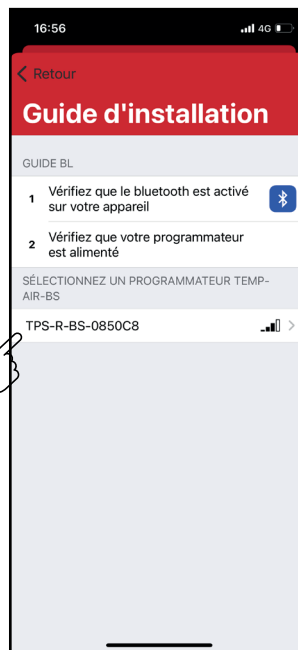 16:56
4G
Retour
Guide d'installation
GUIDE BL
1 Vérifiez que le bluetooth est activé
sur votre appareil
2 Vérifiez que votre programmateur
est alimenté
SÉLECTIONNEZ UN PROGRAMMATEUR TEMP-
AIR-BS
TPS-R-BS-0850C8